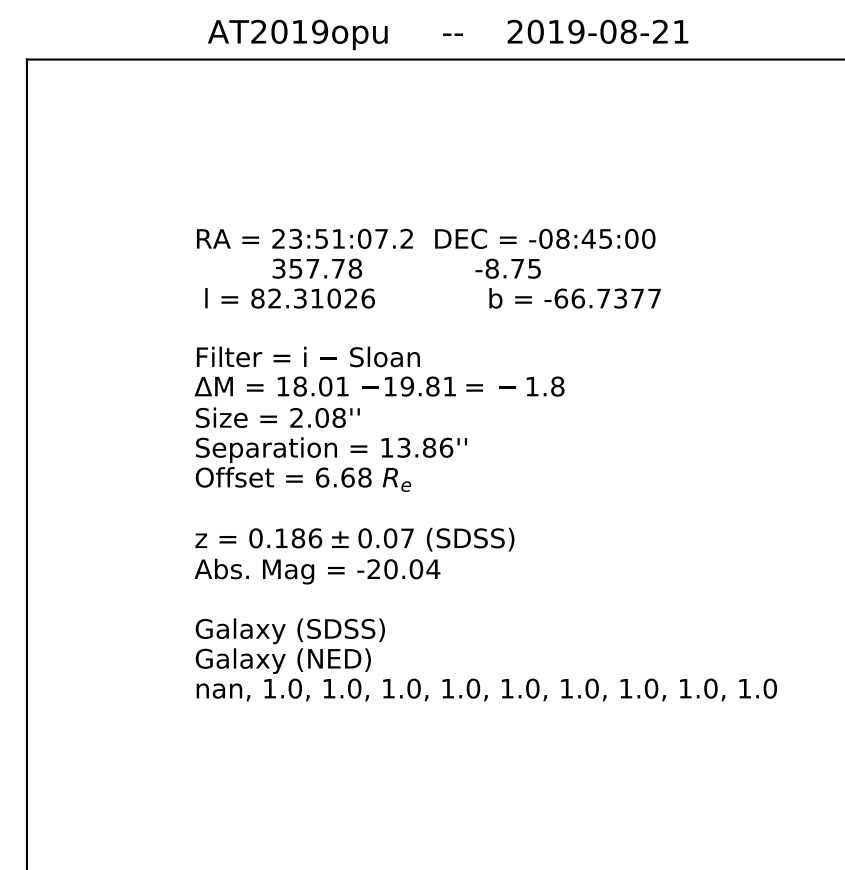 AT2019opu -- 2019-08-21
RA = 23:51:07.2 DEC = -08:45:00
357.78 -8.75
l = 82.31026 b = -66.7377
Filter = i − Sloan
ΔM = 18.01 −19.81 = − 1.8
Size = 2.08''
Separation = 13.86''
Offset = 6.68 Rₑ
z = 0.186 ± 0.07 (SDSS)
Abs. Mag = -20.04
Galaxy (SDSS)
Galaxy (NED)
nan, 1.0, 1.0, 1.0, 1.0, 1.0, 1.0, 1.0, 1.0, 1.0